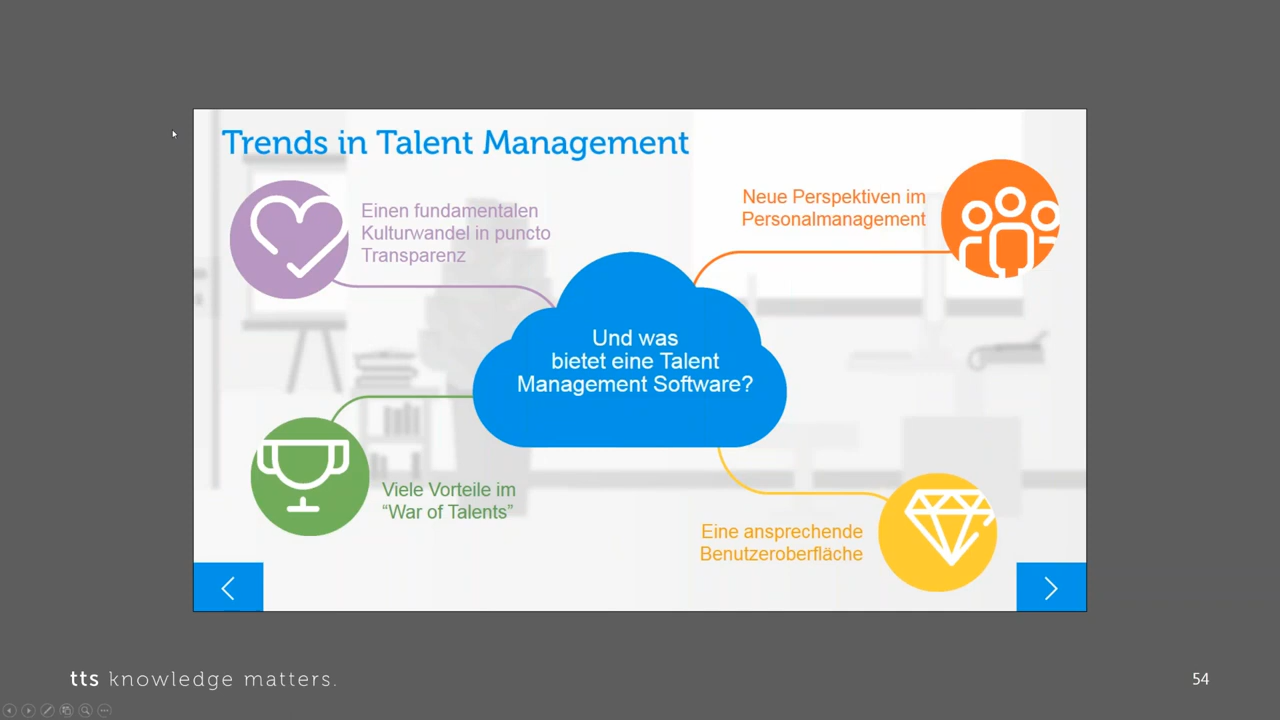 Trends in Talent Management
Einen fundamentalen
Kulturwandel in puncto
Transparenz
Neue Perspektiven im
Personalmanagement
Und was
bietet eine Talent
Management Software?
Viele Vorteile im
“War of Talents”
Eine ansprechende
Benutzeroberfläche
tts knowledge matters.
54